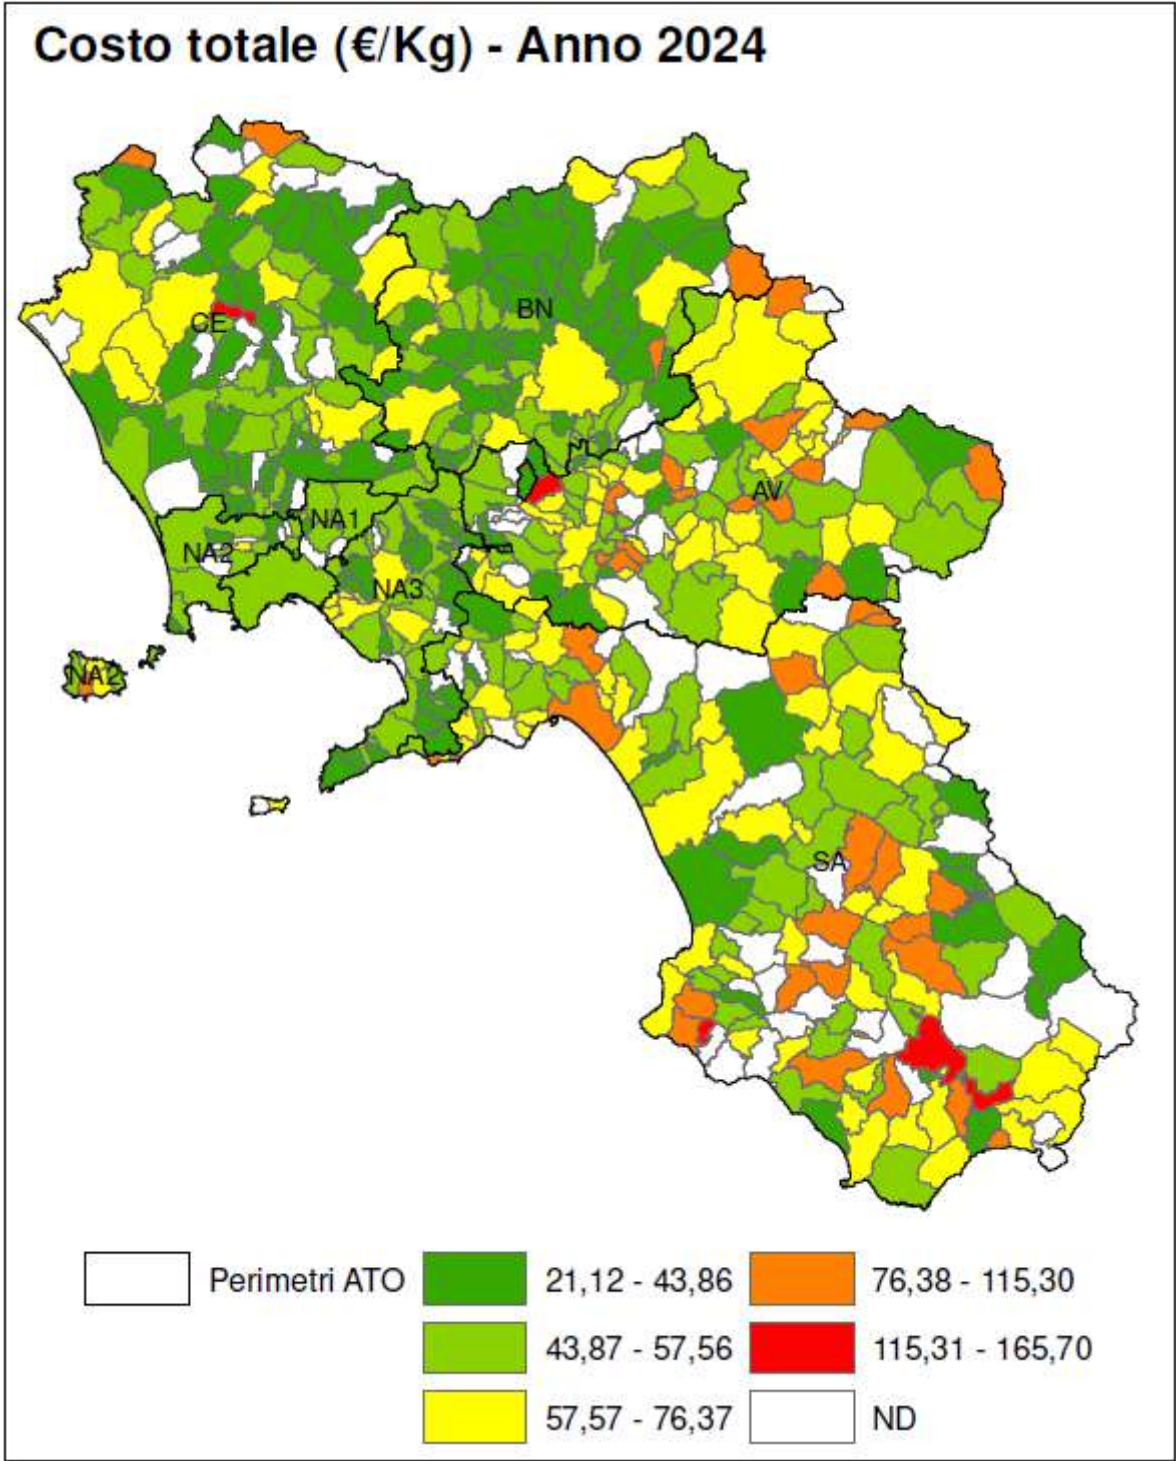 Costo totale (€/Kg) - Anno 2024
BN
CE
AV
NA1
NA2
NA3
NA2
SA
Perimetri ATO
21,12 - 43,86
76,38 - 115,30
43,87 - 57,56
115,31 - 165,70
57,57 - 76,37
ND